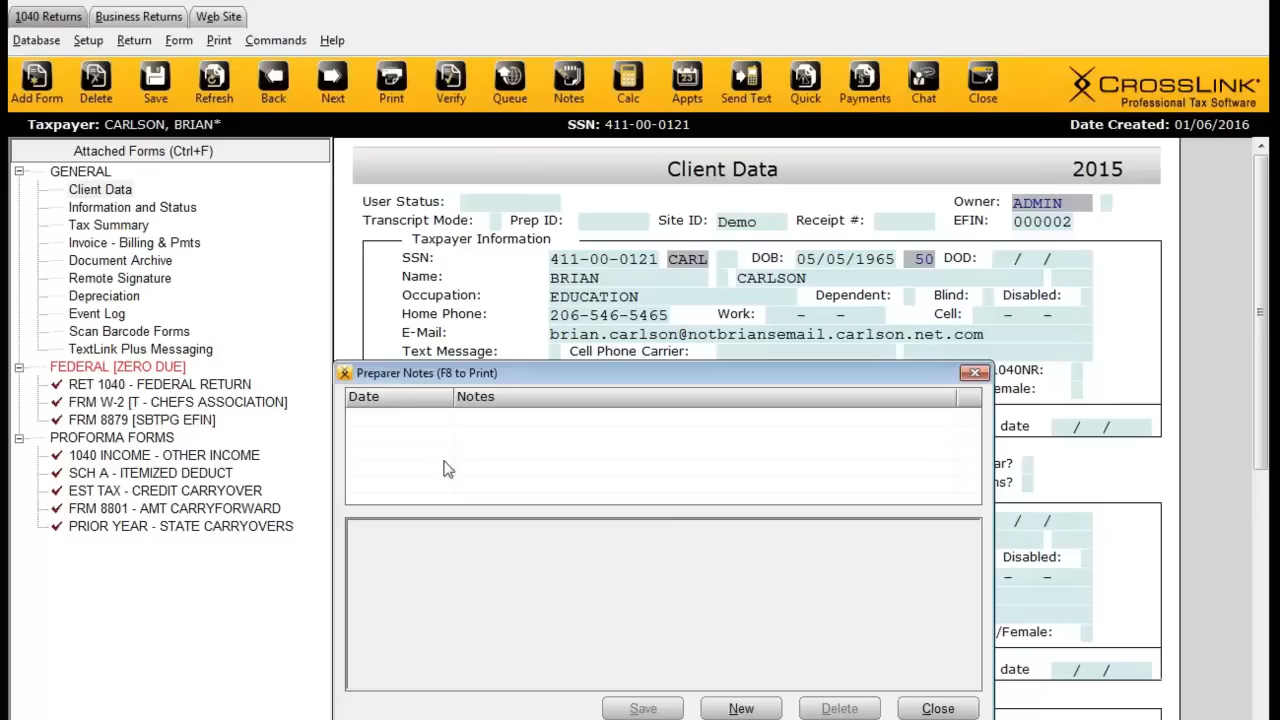 1040 Returns Business Returns Web Site
Database Setup Return Form Print Commands Help
Add Form Delete Save Refresh Back Next Print Verify Queue Notes Calc Appts Send Text Quick Payments Chat Close
23
CROSSLINK®
Professional Tax Software
Taxpayer: CARLSON, BRIAN* SSN: 411-00-0121 Date Created: 01/06/2016
Attached Forms (Ctrl+F)
GENERAL
Client Data
Information and Status
Tax Summary
Invoice - Billing & Pmts
Document Archive
Remote Signature
Depreciation
Event Log
Scan Barcode Forms
TextLink Plus Messaging
FEDERAL [ZERO DUE]
RET 1040 - FEDERAL RETURN
FRM W-2 [T - CHEFS ASSOCIATION]
FRM 8879 [SBTPG EFIN]
PROFORMA FORMS
1040 INCOME - OTHER INCOME
SCH A - ITEMIZED DEDUCT
EST TAX - CREDIT CARRYOVER
FRM 8801 - AMT CARRYFORWARD
PRIOR YEAR - STATE CARRYOVERS
Client Data 2015
User Status: Owner: ADMIN
Transcript Mode: Prep ID: Site ID: Demo Receipt #: EFIN: 000002
Taxpayer Information
SSN: 411-00-0121 CARL DOB: 05/05/1965 50 DOD: / /
Name: BRIAN CARLSON
Occupation: EDUCATION Dependent: Blind: Disabled:
Home Phone: 206-546-5465 Work: - - Cell: - -
E-Mail: brian.carlson@notbriansemail.carlson.net.com
Text Message: Cell Phone Carrier:
Preparer Notes (F8 to Print)
Date Notes
Save New Delete Close
1040NR:
emale:
date / /
ar?
ns?
/ /
Disabled:
- -
/Female:
date / /